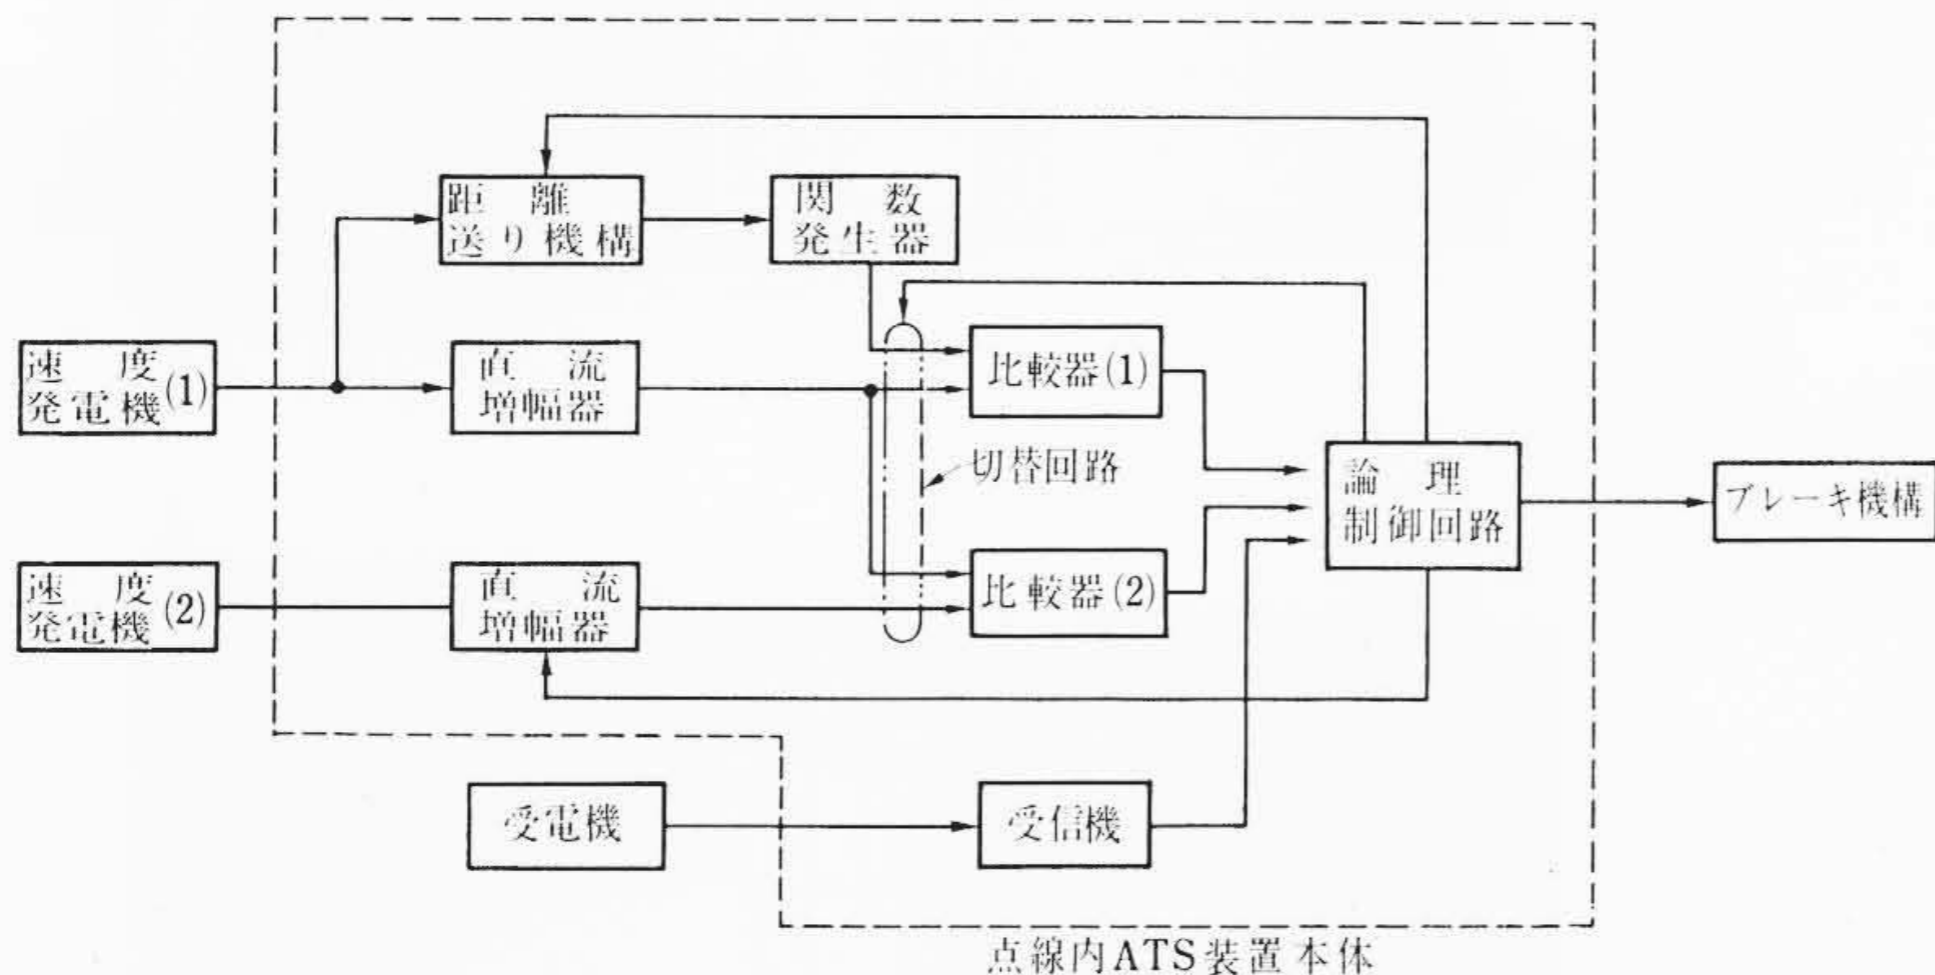 距離
送り機構
関数
発生器
速度
発電機(1)
直流
増幅器
比較器(1)
切替回路
論理
制御回路
ブレーキ機構
速度
発電機(2)
直流
増幅器
比較器(2)
受電機
受信機
点線内ATS装置本体